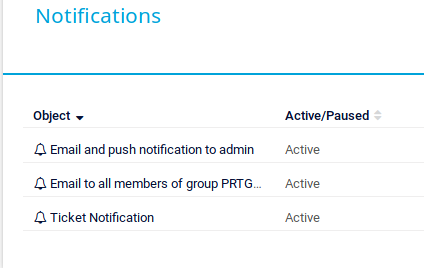 Notifications
Object Active/Paused
Email and push notification to admin Active
Email to all members of group PRTG... Active
Ticket Notification Active